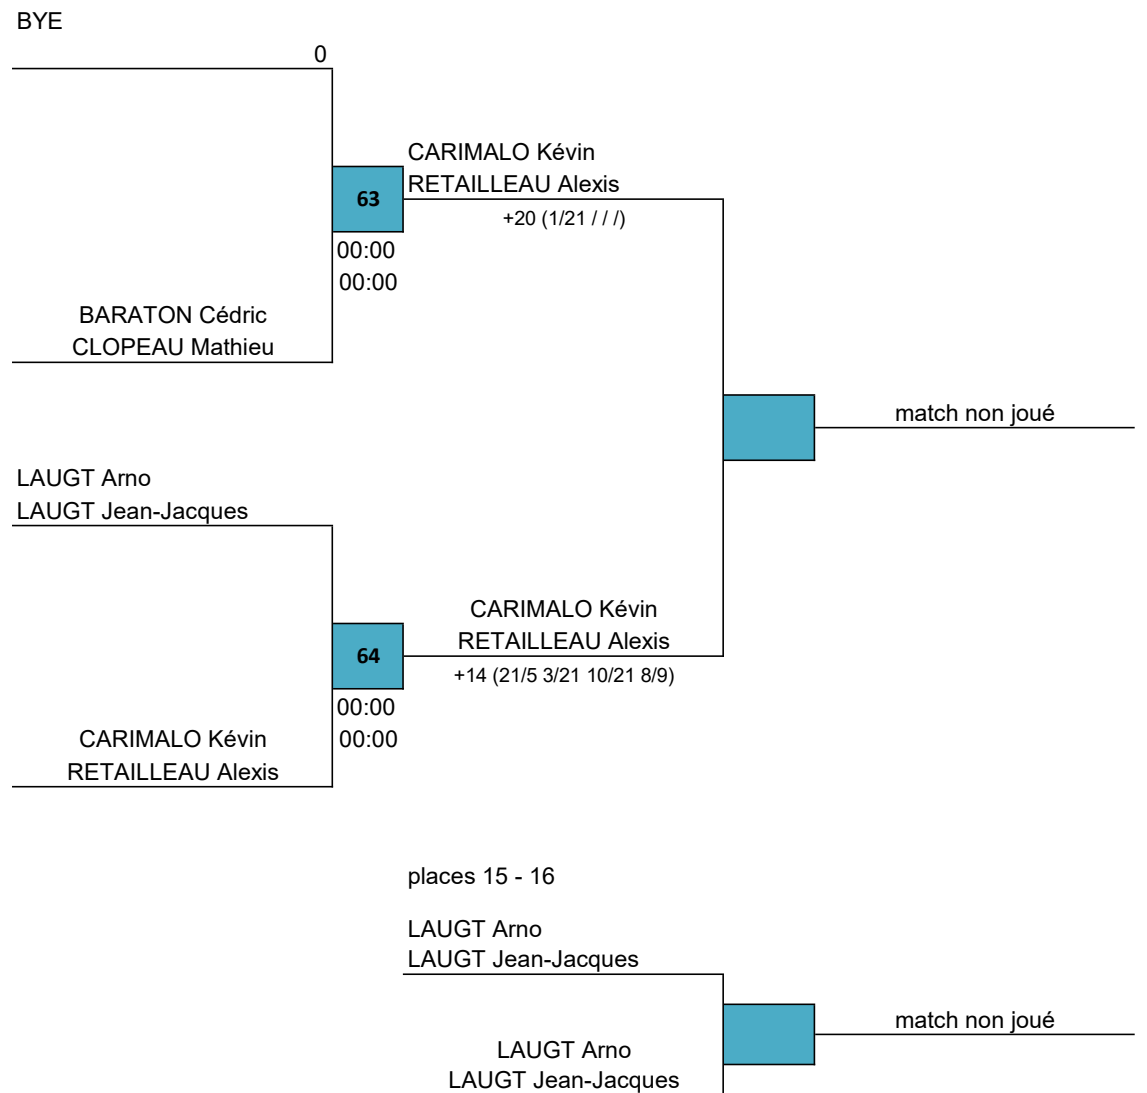 BYE
0
CARIMALO Kévin
RETAILLEAU Alexis
63
+20 (1/21 / / /)
00:00
00:00
BARATON Cédric
CLOPEAU Mathieu
match non joué
LAUGT Arno
LAUGT Jean-Jacques
CARIMALO Kévin
RETAILLEAU Alexis
64
+14 (21/5 3/21 10/21 8/9)
00:00
00:00
CARIMALO Kévin
RETAILLEAU Alexis
places 15 - 16
LAUGT Arno
LAUGT Jean-Jacques
match non joué
LAUGT Arno
LAUGT Jean-Jacques